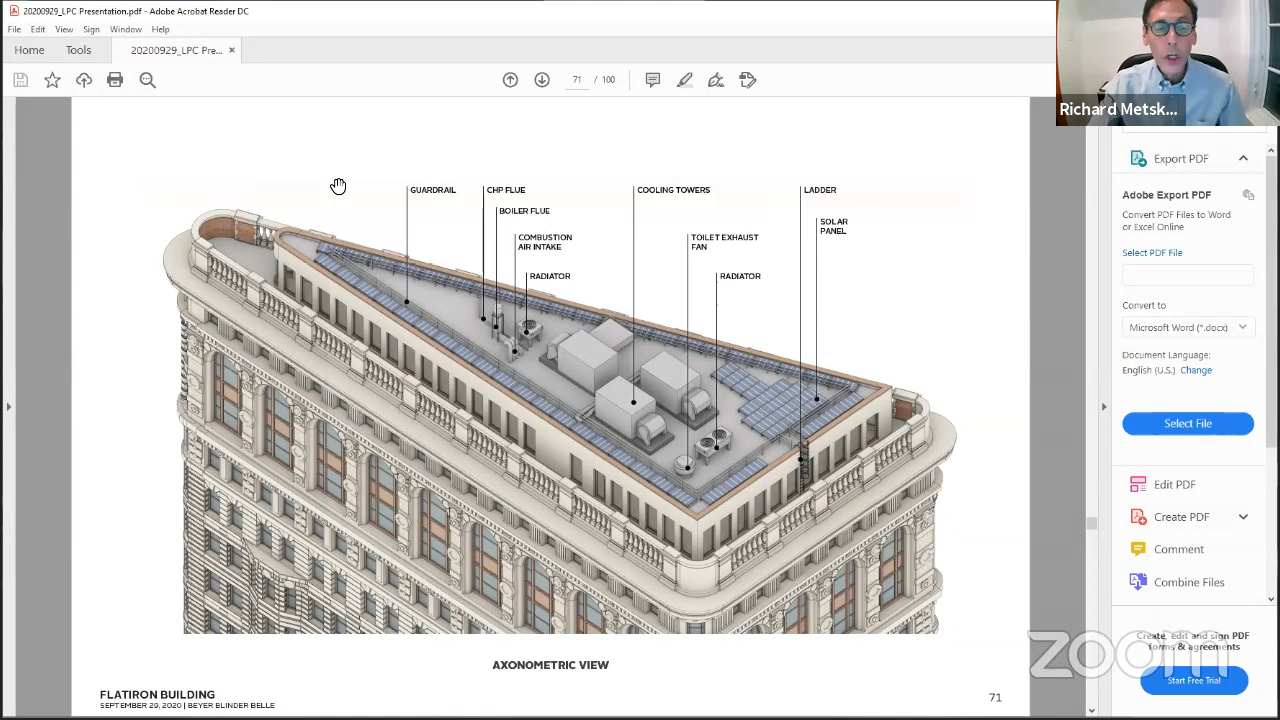 20200929_LPC Presentation.pdf - Adobe Acrobat Reader DC
File Edit View Sign Window Help
Home Tools 20200929_LPC Pre... ×
71 / 100
Richard Metsk...
GUARDRAIL
CHP FLUE
BOILER FLUE
COMBUSTION
AIR INTAKE
RADIATOR
COOLING TOWERS
TOILET EXHAUST
FAN
RADIATOR
LADDER
SOLAR
PANEL
AXONOMETRIC VIEW
FLATIRON BUILDING
SEPTEMBER 29, 2020 | BEYER BLINDER BELLE
71
Export PDF
Adobe Export PDF
Convert PDF Files to Word
or Excel Online
Select PDF File
Convert to
Microsoft Word (*.docx)
Document Language:
English (U.S.) Change
Select File
Edit PDF
Create PDF
Comment
Combine Files
Create, edit and sign PDF
forms & agreements
Start Free Trial
zoom